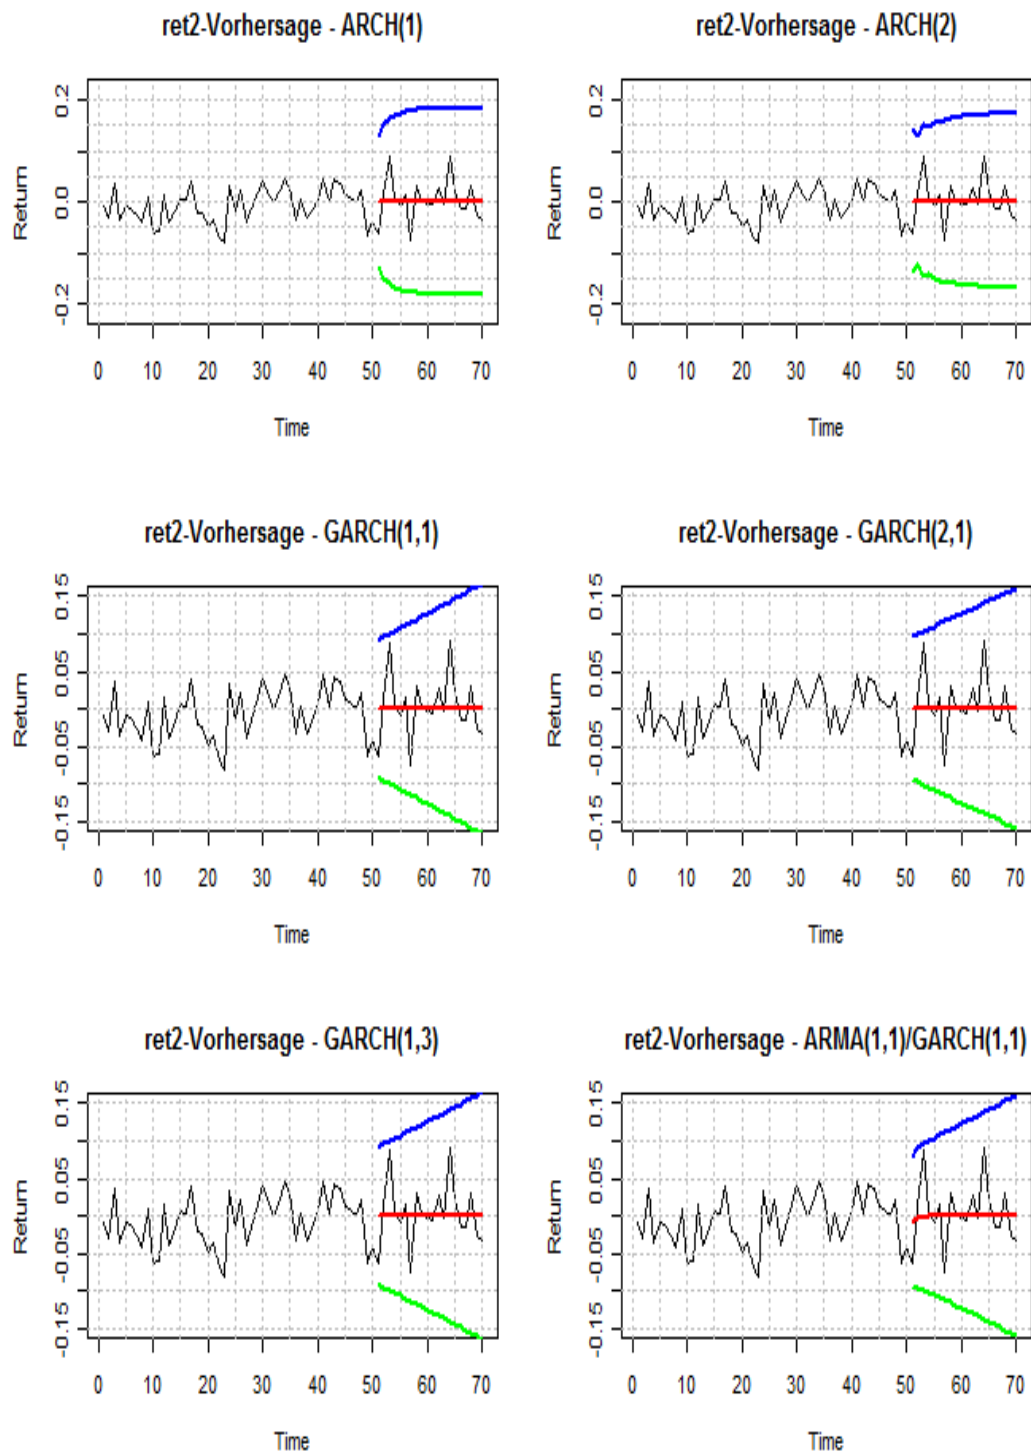 ret2-Vorhersage - ARCH(1)
Return
0.2
0.0
-0.2
0 10 20 30 40 50 60 70
Time
ret2-Vorhersage - ARCH(2)
Return
0.2
0.0
-0.2
0 10 20 30 40 50 60 70
Time
ret2-Vorhersage - GARCH(1,1)
Return
0.15
0.05
-0.05
-0.15
0 10 20 30 40 50 60 70
Time
ret2-Vorhersage - GARCH(2,1)
Return
0.15
0.05
-0.05
-0.15
0 10 20 30 40 50 60 70
Time
ret2-Vorhersage - GARCH(1,3)
Return
0.15
0.05
-0.05
-0.15
0 10 20 30 40 50 60 70
Time
ret2-Vorhersage - ARMA(1,1)/GARCH(1,1)
Return
0.15
0.05
-0.05
-0.15
0 10 20 30 40 50 60 70
Time